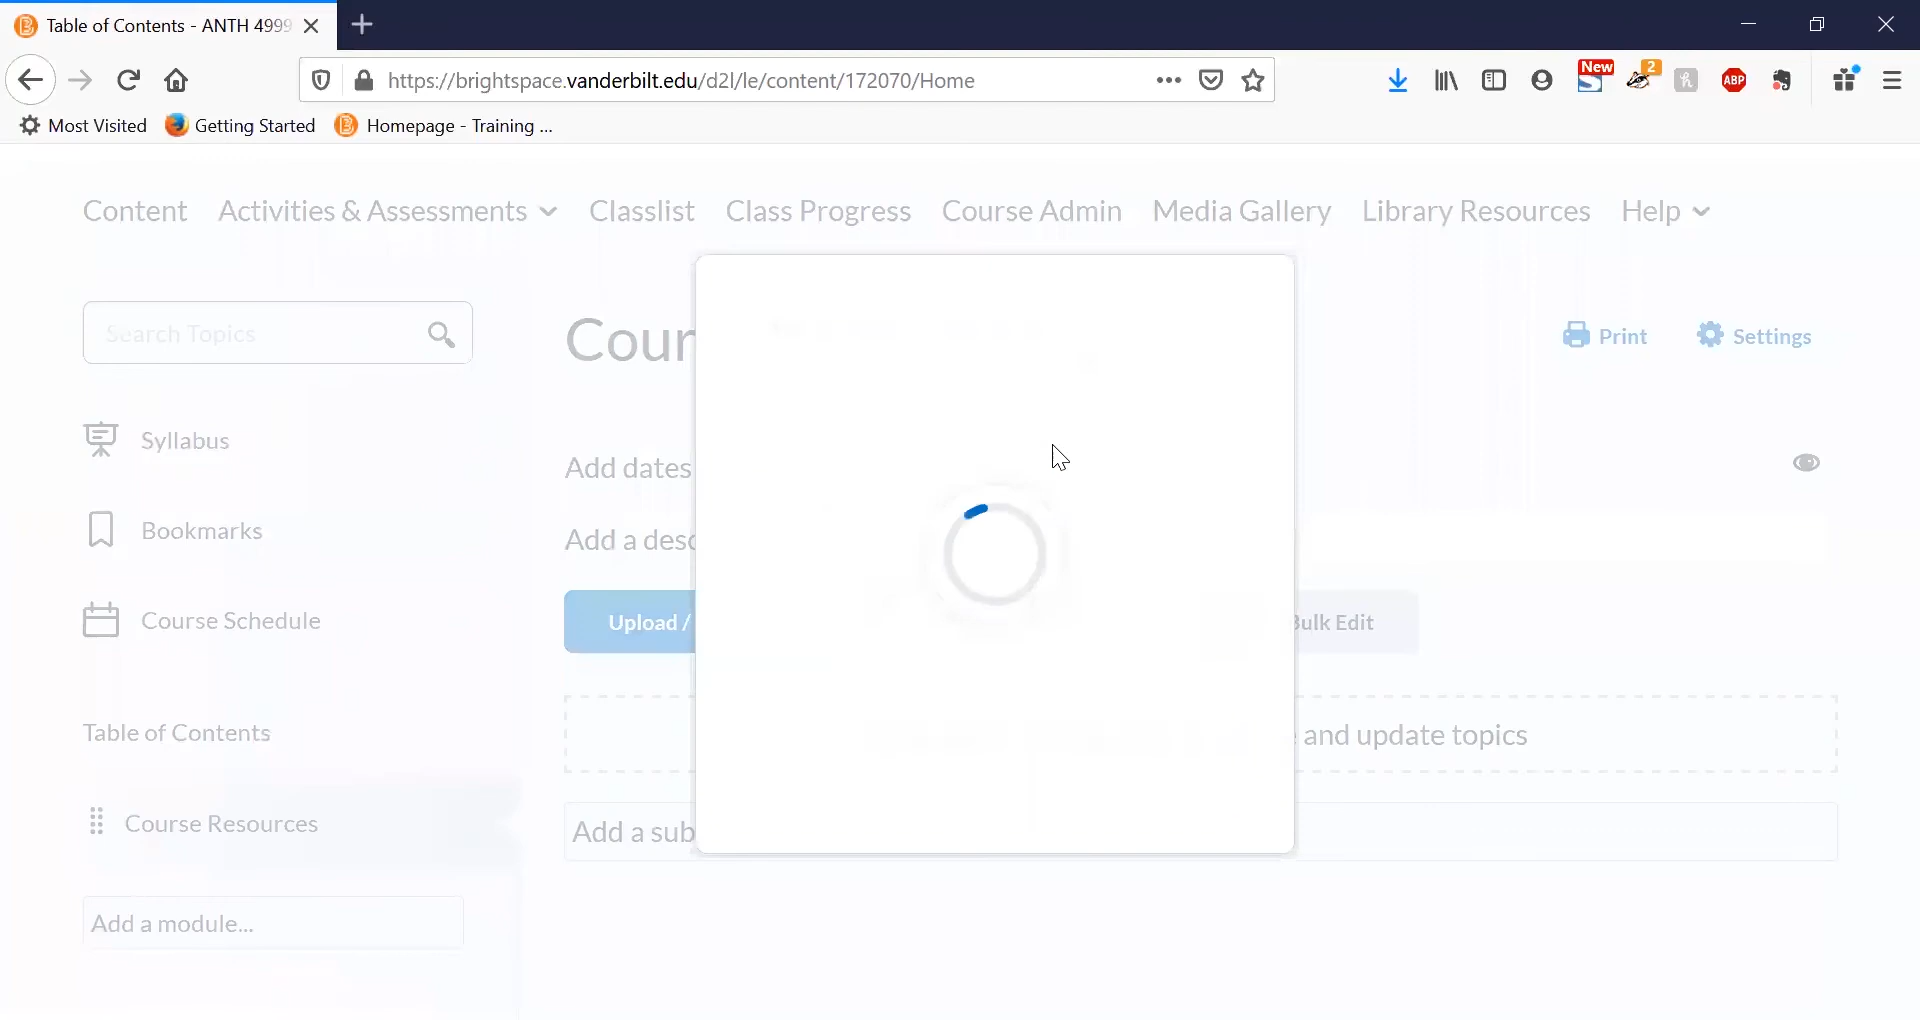 Table of Contents - ANTH 4999
https://brightspace.vanderbilt.edu/d2l/le/content/172070/Home
New
2
ABP
Most Visited
Getting Started
Homepage - Training ...
Content
Activities & Assessments
Classlist
Class Progress
Course Admin
Media Gallery
Library Resources
Help
Search Topics
Cour
Print
Settings
Syllabus
Add dates
Bookmarks
Add a desc
Course Schedule
Upload /
Bulk Edit
Table of Contents
and update topics
Course Resources
Add a sub
Add a module...